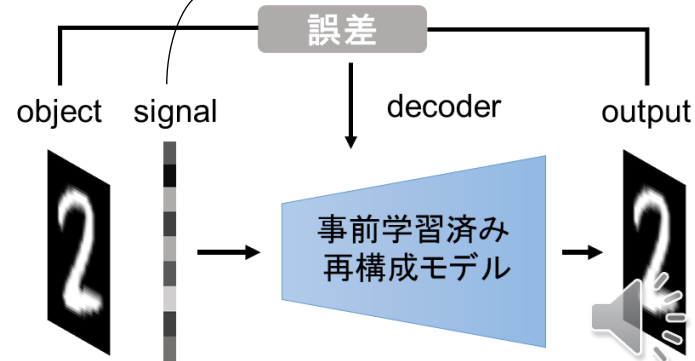 誤差
object signal decoder output
事前学習済み
再構成モデル